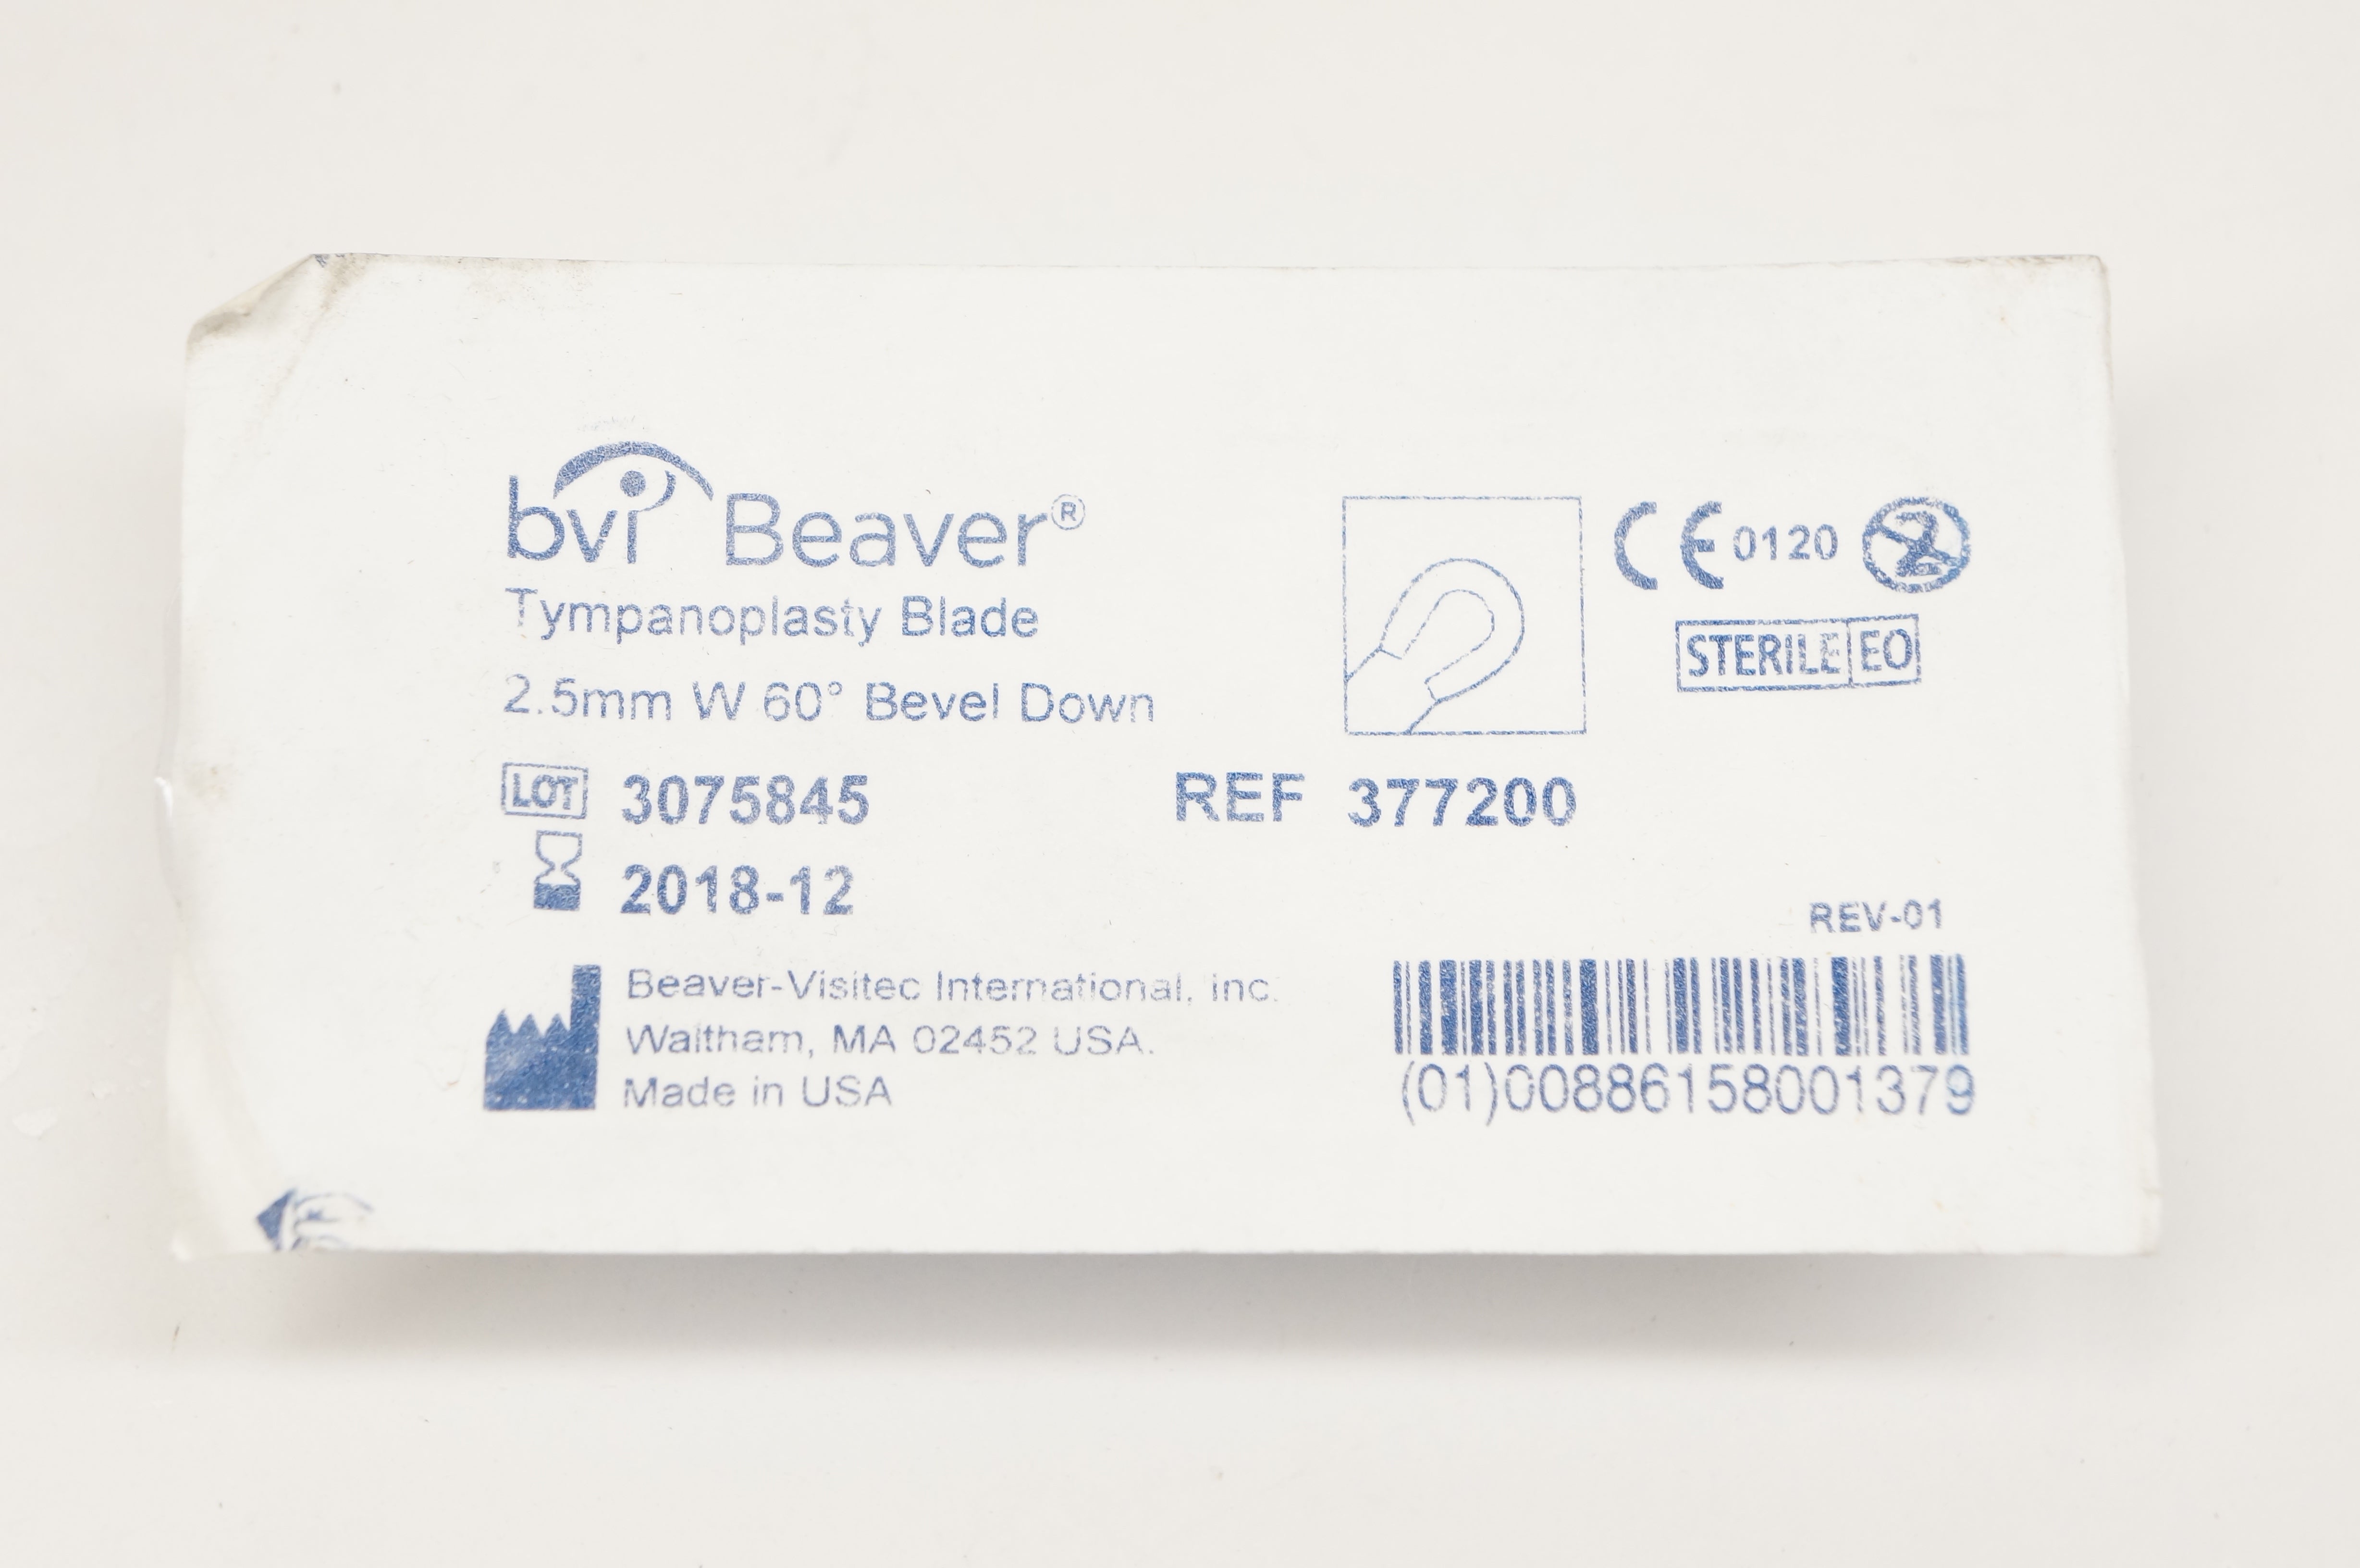 bvi Beaver®
Tympanoplasty Blade
2.5mm W 60° Bevel Down
CE 0120 2
STERILE EO
LOT 3075845
REF 377200
2018-12
REV-01
Beaver-Visitec International, inc.
Waltham, MA 02452 USA.
Made in USA
(01)00886158001379